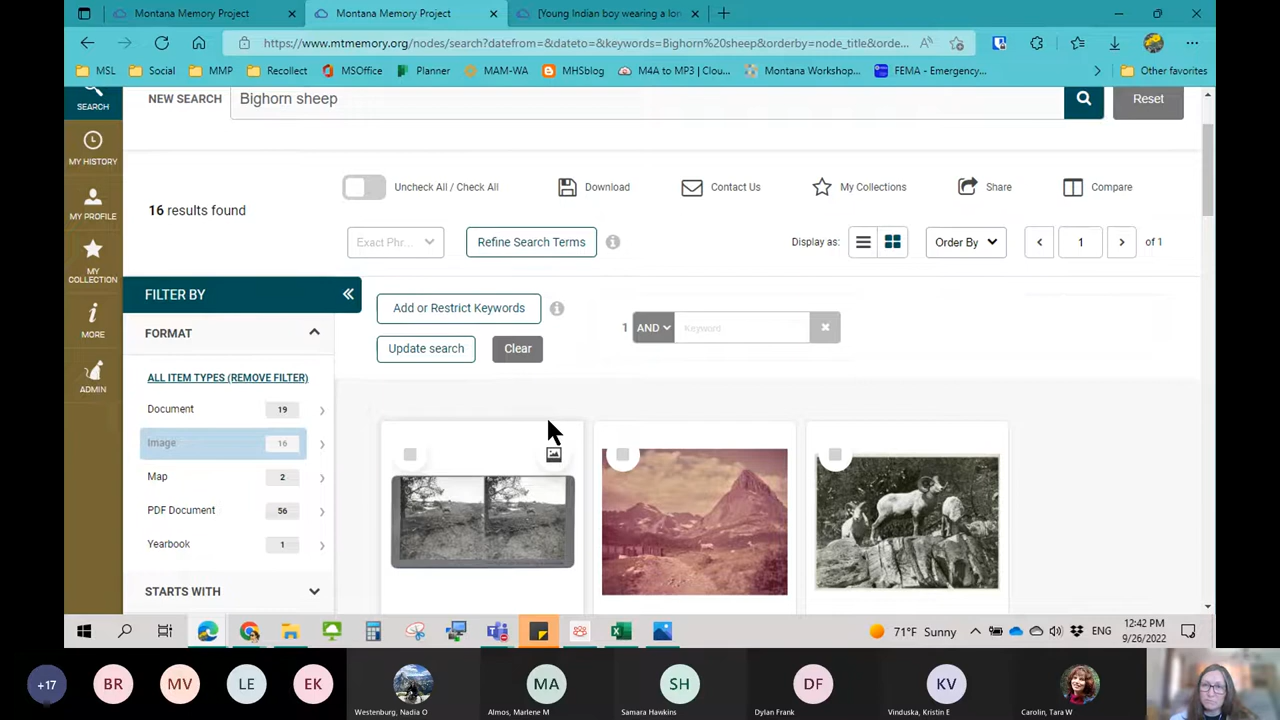 Montana Memory Project
Montana Memory Project
[Young Indian boy wearing a lon
https://www.mtmemory.org/nodes/search?datefrom=&dateto=&keywords=Bighorn%20sheep&orderby=node_title&orde...
MSL
Social
MMP
Recollect
MSOffice
Planner
MAM-WA
MHSblog
M4A to MP3 | Clou...
Montana Workshop...
FEMA - Emergency...
Other favorites
SEARCH
NEW SEARCH
Bighorn sheep
Reset
MY HISTORY
Uncheck All / Check All
Download
Contact Us
My Collections
Share
Compare
MY PROFILE
16 results found
Exact Phr...
Refine Search Terms
Display as:
Order By
1
of 1
MY COLLECTION
FILTER BY
Add or Restrict Keywords
1
AND
Keyword
MORE
FORMAT
Update search
Clear
ADMIN
ALL ITEM TYPES (REMOVE FILTER)
Document 19
Image 16
Map 2
PDF Document 56
Yearbook 1
STARTS WITH
71°F Sunny
ENG
12:42 PM
9/26/2022
+17
BR
MV
LE
EK
MA
SH
DF
KV
Westenburg, Nadia O
Almos, Marlene M
Samara Hawkins
Dylan Frank
Vinduska, Kristin E
Carolin, Tara W